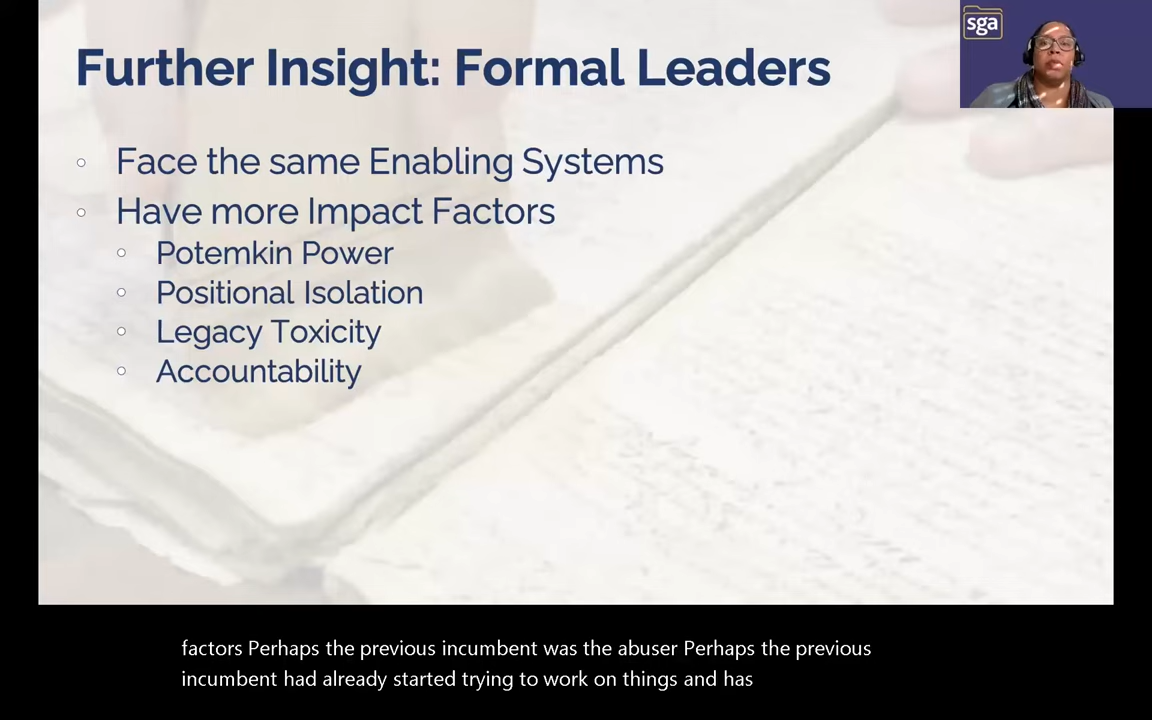 Further Insight: Formal Leaders
sga
Face the same Enabling Systems
Have more Impact Factors
Potemkin Power
Positional Isolation
Legacy Toxicity
Accountability
factors Perhaps the previous incumbent was the abuser Perhaps the previous
incumbent had already started trying to work on things and has